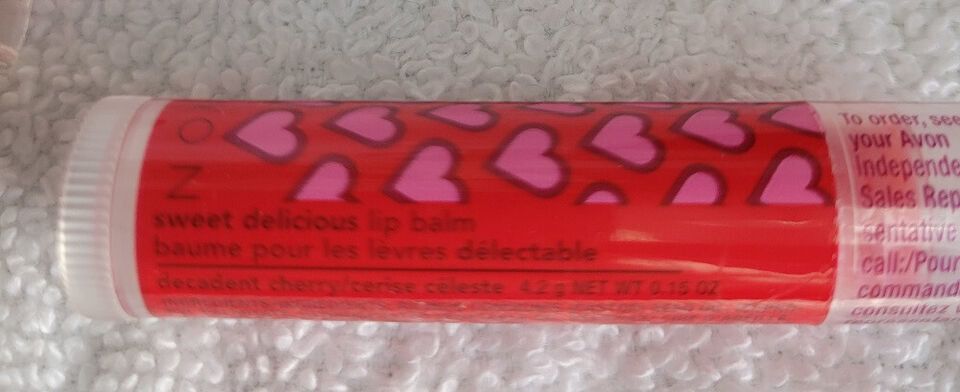 sweet delicious lip balm
baume pour les lèvres délectable
decadent cherry/cerise céleste 4.2 g NET WT 0.15 OZ
To order, see
your Avon
Independe
Sales Rep
sentative
call:/Pour
command
consultez